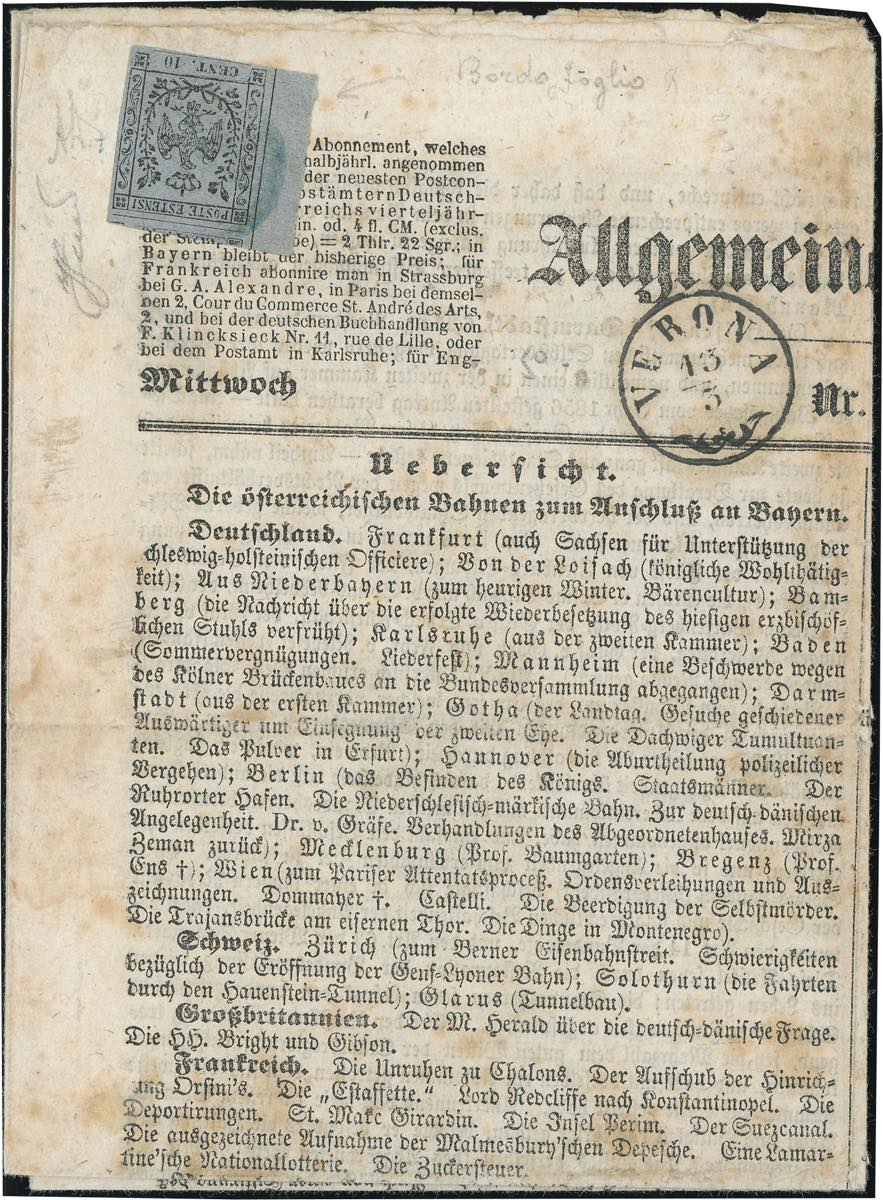 CENT. 10
POSTE ESTENSI
Bordo foglio
Abonnement, welches
halbjährl. angenommen
der neuesten Postcon-
ostämtern Deutsch-
reichs vierteljähr-
in. od. 4 fl. CM. (exclus.
der Stem be) = 2 Thlr. 22 Sgr.; in
Bayern bleibt der bisherige Preis; für
Frankreich abonnire man in Strassburg
bei G. A. Alexandre, in Paris bei demsel-
ben 2, Cour du Commerce St. André des Arts,
2, und bei der deutschen Buchhandlung von
F. Klincksieck Nr. 11, rue de Lille, oder
bei dem Postamt in Karlsruhe; für Eng-
Allgemein
VERONA
13
3
Mittwoch
Nr.
Uebersicht.
Die österreichischen Bahnen zum Anschluß an Bayern.
Deutschland. Frankfurt (auch Sachsen für Unterstützung der
chleswig-holsteinischen Officiere); Von der Loisach (königliche Wohlthätig-
keit); Aus Niederbayern (zum heurigen Winter. Bärencultur); Bam-
berg (die Nachricht über die erfolgte Wiederbesetzung des hiesigen erzbischöf-
lichen Stuhls verfrüht); Karlsruhe (aus der zweiten Kammer); Baden
(Sommervergnügungen. Liederfest); Mannheim (eine Beschwerde wegen
des Kölner Brückenbaues an die Bundesversammlung abgegangen); Darm-
stadt (aus der ersten Kammer); Gotha (der Landtag. Gesuche geschiedener
Auswärtiger um Einsegnung der zweiten Ehe. Die Dachwiger Tumultuan-
ten. Das Pulver in Erfurt); Hannover (die Aburtheilung polizeilicher
Vergehen); Berlin (das Befinden des Königs. Staatsmänner. Der
Ruhrorter Hafen. Die Niederschlesisch-märkische Bahn. Zur deutsch-dänischen
Angelegenheit. Dr. v. Gräfe. Verhandlungen des Abgeordnetenhauses. Mirza
Zeman zurück); Mecklenburg (Prof. Baumgarten); Bregenz (Prof.
Ens †); Wien (zum Pariser Attentatsproceß. Ordensverleihungen und Aus-
zeichnungen. Dommayer †. Castelli. Die Beerdigung der Selbstmörder.
Die Trajansbrücke am eisernen Thor. Die Dinge in Montenegro).
Schweiz. Zürich (zum Berner Eisenbahnstreit. Schwierigkeiten
bezüglich der Eröffnung der Genf-Lyoner Bahn); Solothurn (die Fahrten
durch den Hauenstein-Tunnel); Glarus (Tunnelbau).
Großbritannien. Der M. Herald über die deutsch-dänische Frage.
Die HH. Bright und Gibson.
Frankreich. Die Unruhen zu Chalons. Der Aufschub der Hinrich-
ung Orsini's. Die „Estaffette.“ Lord Redcliffe nach Konstantinopel. Die
Deportirungen. St. Marc Girardin. Die Insel Perim. Der Suezcanal.
Die ausgezeichnete Aufnahme der Malmesbury'schen Depesche. Eine Lamar-
tine'sche Nationallotterie. Die Zuckersteuer.